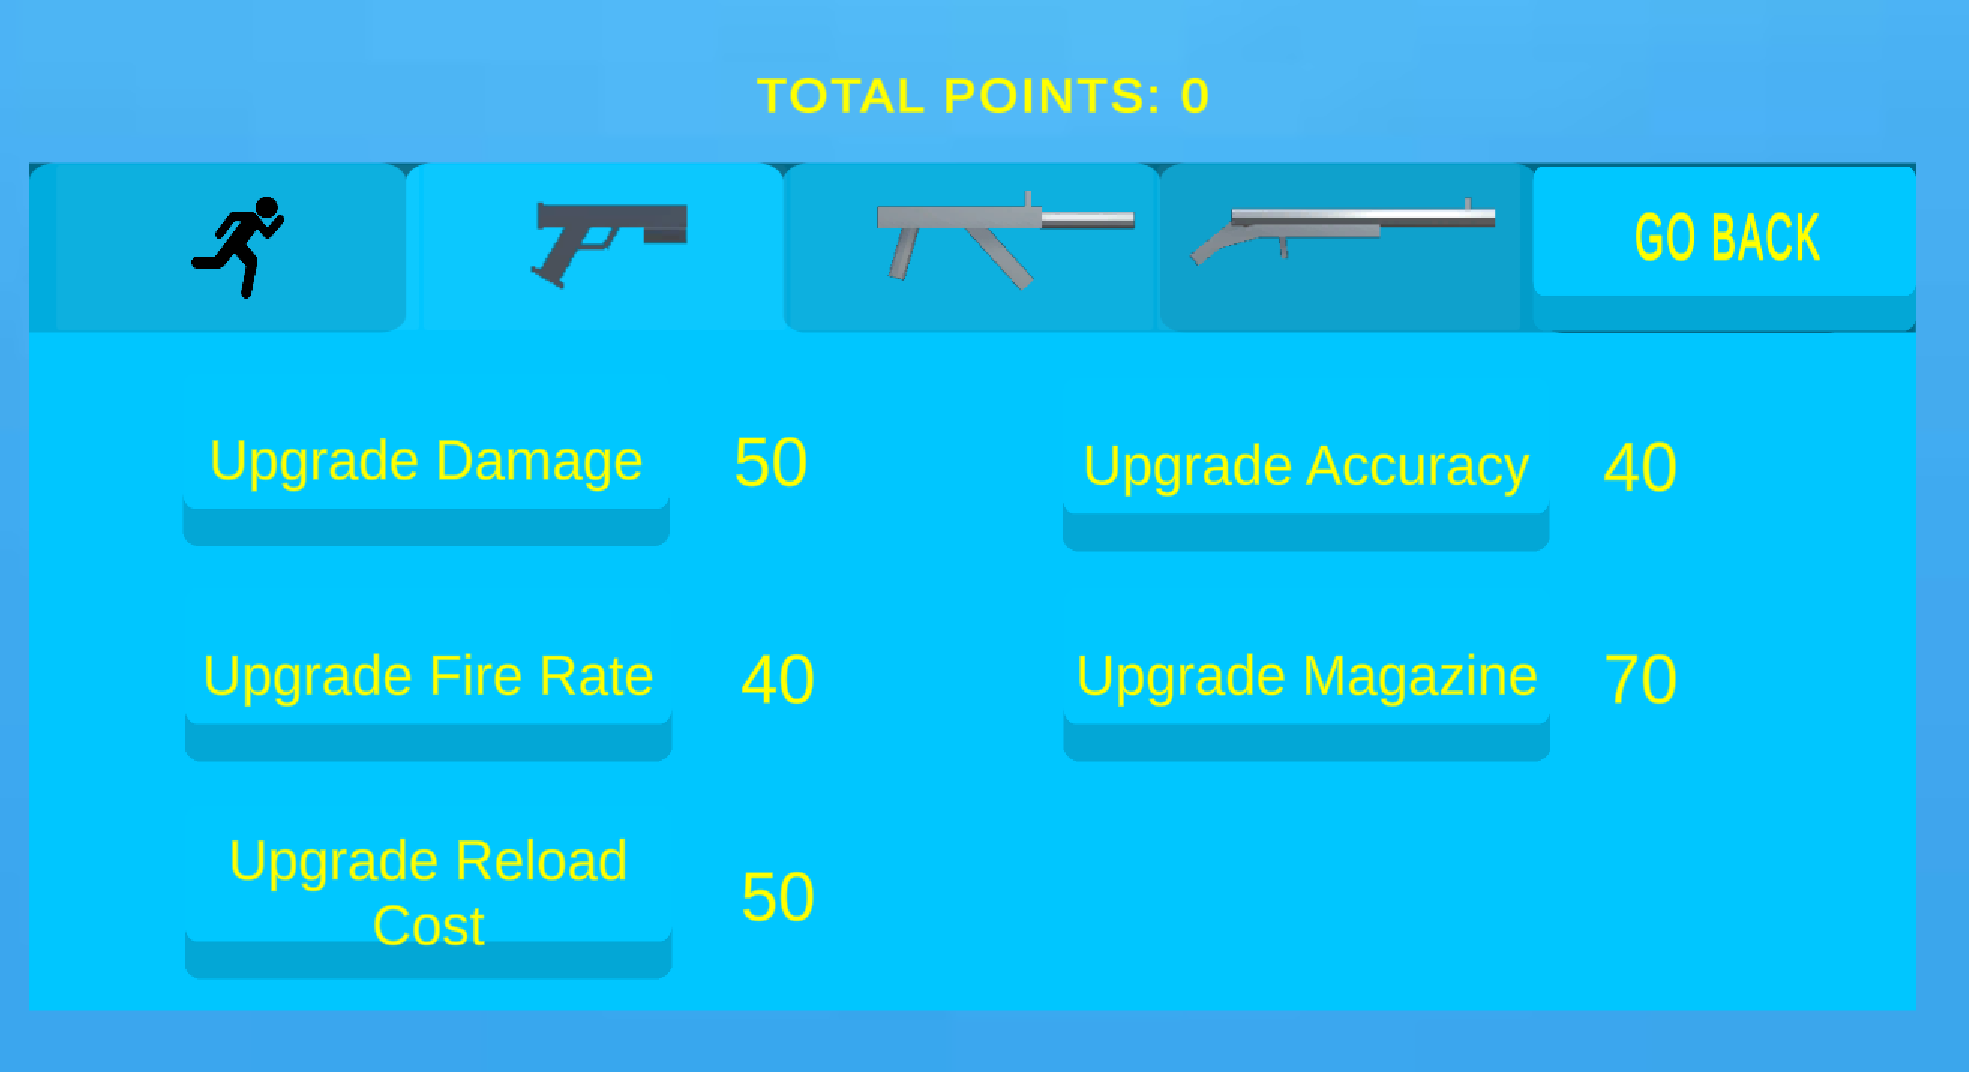 TOTAL POINTS: 0
GO BACK
Upgrade Damage 50
Upgrade Accuracy 40
Upgrade Fire Rate 40
Upgrade Magazine 70
Upgrade Reload
Cost
50